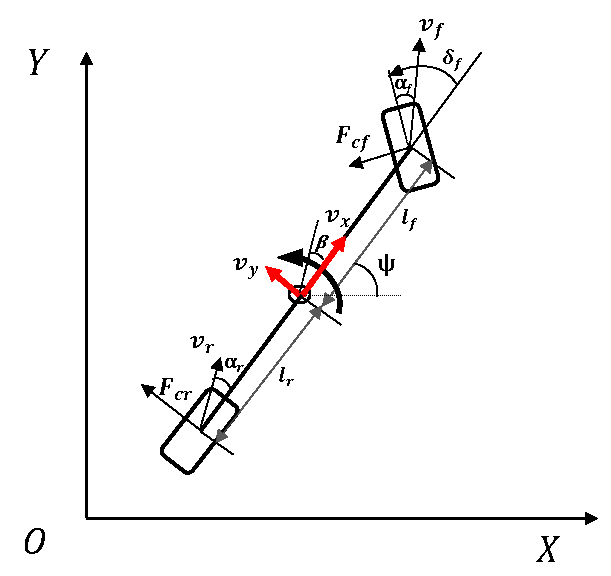 v_f
δ_f
Y
α_f
F_cf
v_x
l_f
β
v_y
ψ
v_r
α_r
l_r
F_cr
O
X